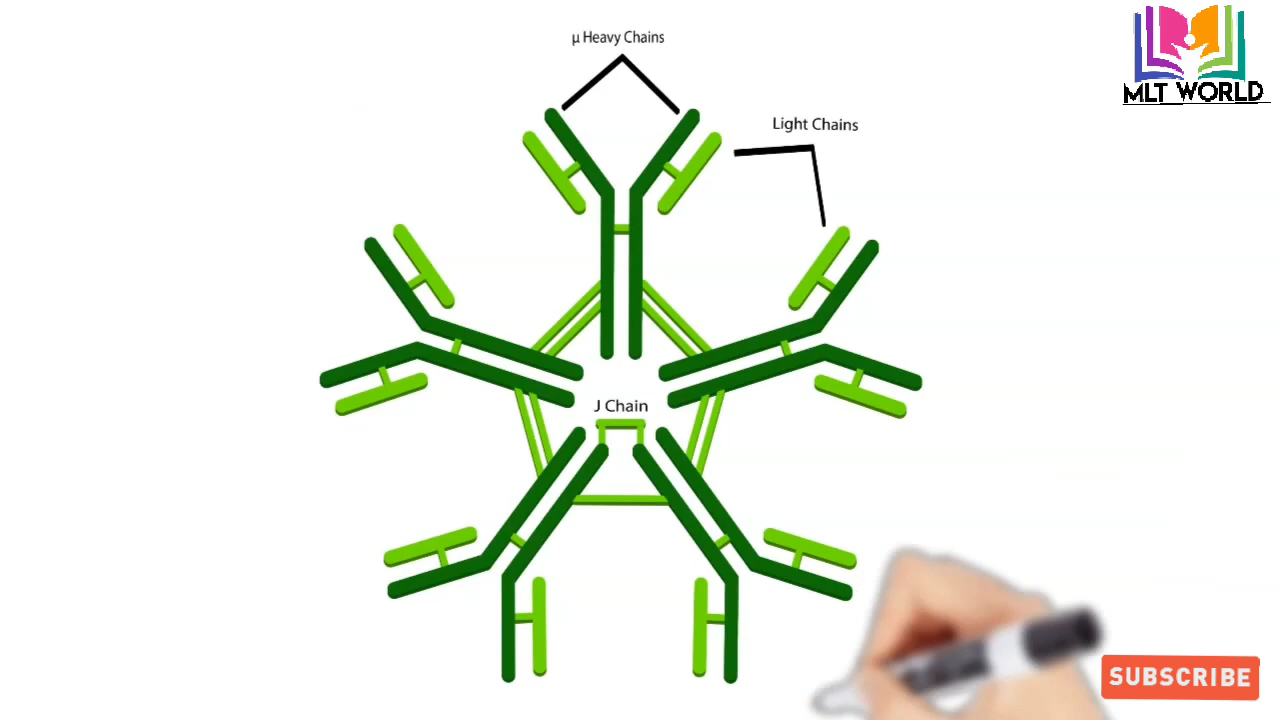 µ Heavy Chains
MLT WORLD
Light Chains
J Chain
SUBSCRIBE